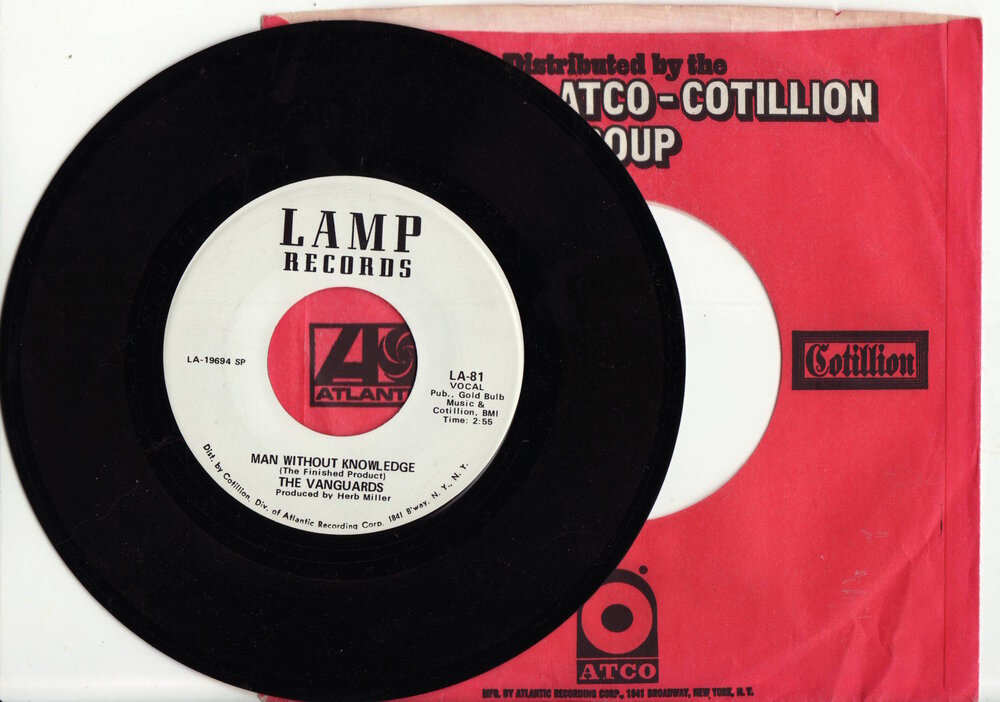 Distributed by the
ATCO-COTILLION
OUP
LAMP
RECORDS
LA-19694 SP
ATLANT
LA-81
VOCAL
Pub., Gold Bulb
Music &
Cotillion, BMI
Time: 2:55
MAN WITHOUT KNOWLEDGE
(The Finished Product)
THE VANGUARDS
Produced by Herb Miller
Dist. by Cotillion, Div. of Atlantic Recording Corp. 1841 B'way, N. Y., N. Y.
Cotillion
ATCO
®
MFG. BY ATLANTIC RECORDING CORP., 1841 BROADWAY, NEW YORK, N. Y.